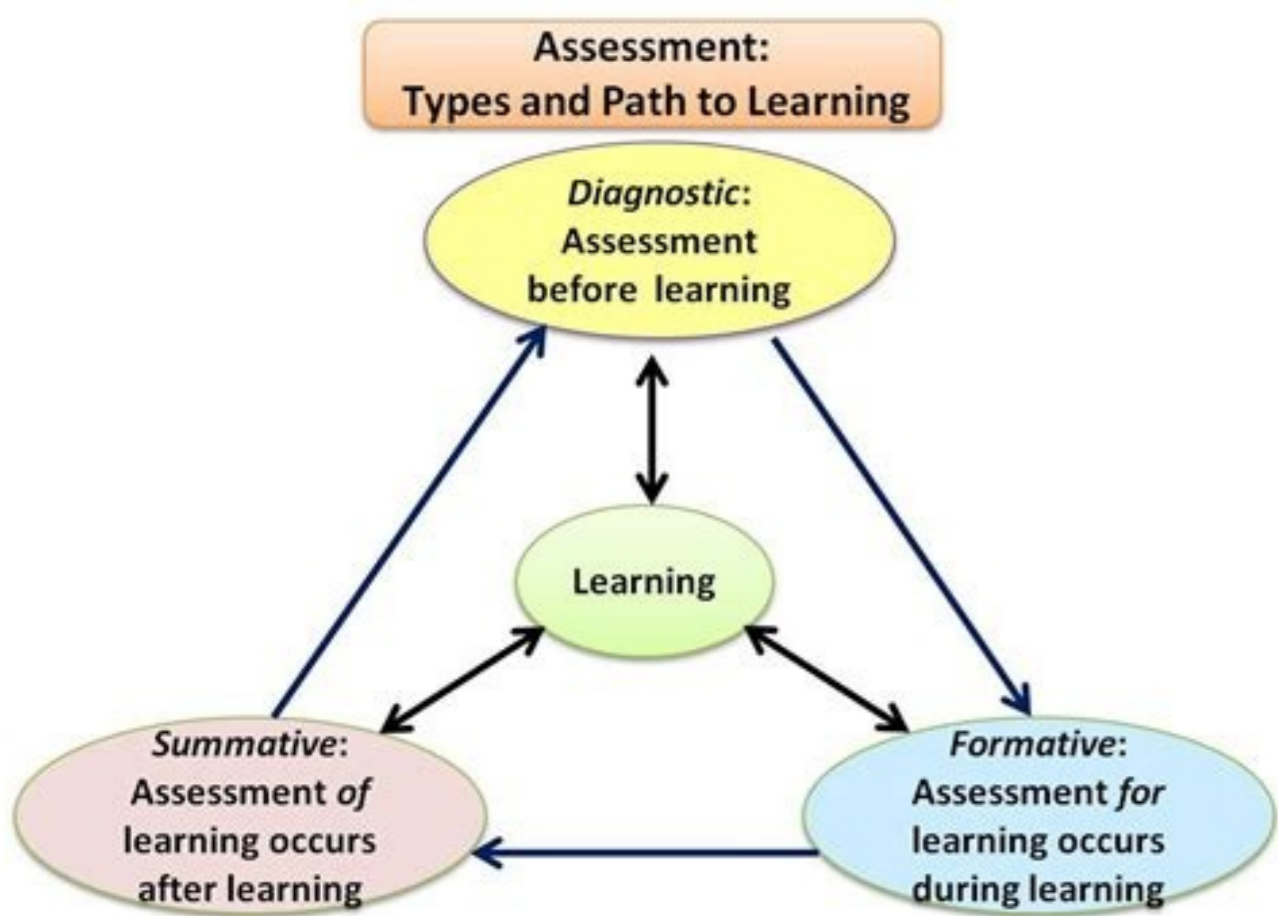 Assessment:
Types and Path to Learning
Diagnostic:
Assessment
before learning
Learning
Summative:
Assessment of
learning occurs
after learning
Formative:
Assessment for
learning occurs
during learning